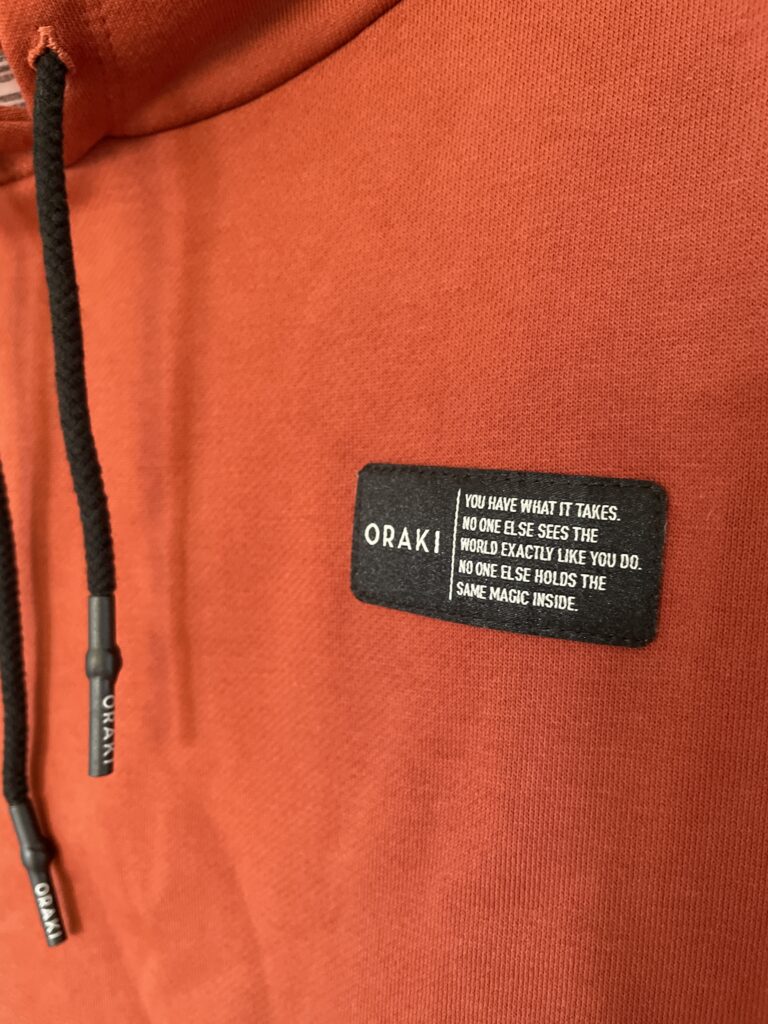 ORAKI
YOU HAVE WHAT IT TAKES.
NO ONE ELSE SEES THE
WORLD EXACTLY LIKE YOU DO.
NO ONE ELSE HOLDS THE
SAME MAGIC INSIDE.
ORAKI
ORAKI